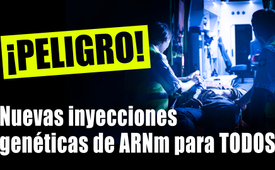 ¡PELIGRO!
Nuevas inyecciones
genéticas de ARNm para TODOS